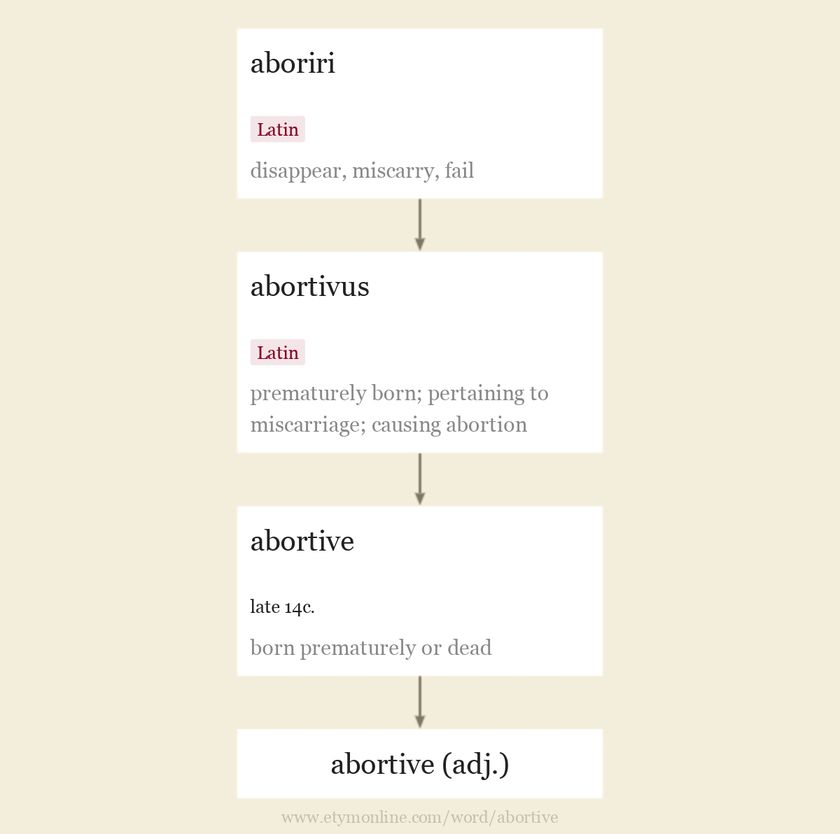 aboriri
Latin
disappear, miscarry, fail
abortivus
Latin
prematurely born; pertaining to
miscarriage; causing abortion
abortive
late 14c.
born prematurely or dead
abortive (adj.)
www.etymonline.com/word/abortive